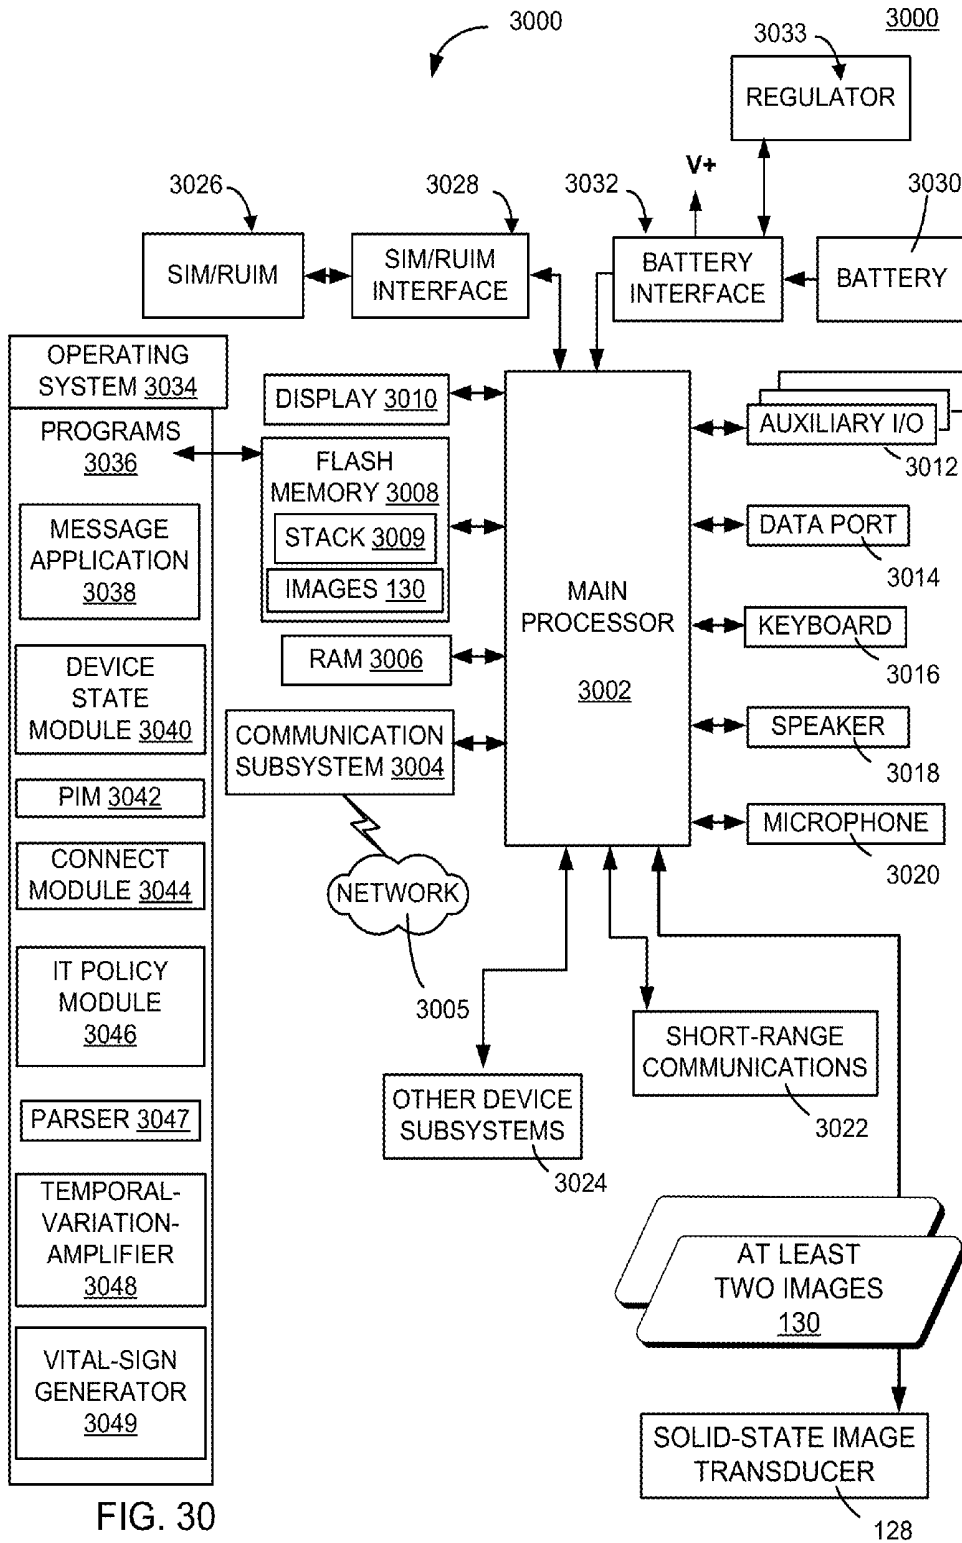 3000
3000
3033
REGULATOR
V+
3026
3028
3032
3030
SIM/RUIM
SIM/RUIM
INTERFACE
BATTERY
INTERFACE
BATTERY
OPERATING
SYSTEM 3034
PROGRAMS
3036
MESSAGE
APPLICATION
3038
DEVICE
STATE
MODULE 3040
PIM 3042
CONNECT
MODULE 3044
IT POLICY
MODULE
3046
PARSER 3047
TEMPORAL-
VARIATION-
AMPLIFIER
3048
VITAL-SIGN
GENERATOR
3049
DISPLAY 3010
FLASH
MEMORY 3008
STACK 3009
IMAGES 130
RAM 3006
COMMUNICATION
SUBSYSTEM 3004
NETWORK
3005
MAIN
PROCESSOR
3002
AUXILIARY I/O
3012
DATA PORT
3014
KEYBOARD
3016
SPEAKER
3018
MICROPHONE
3020
SHORT-RANGE
COMMUNICATIONS
3022
OTHER DEVICE
SUBSYSTEMS
3024
AT LEAST
TWO IMAGES
130
SOLID-STATE IMAGE
TRANSDUCER
128
FIG. 30